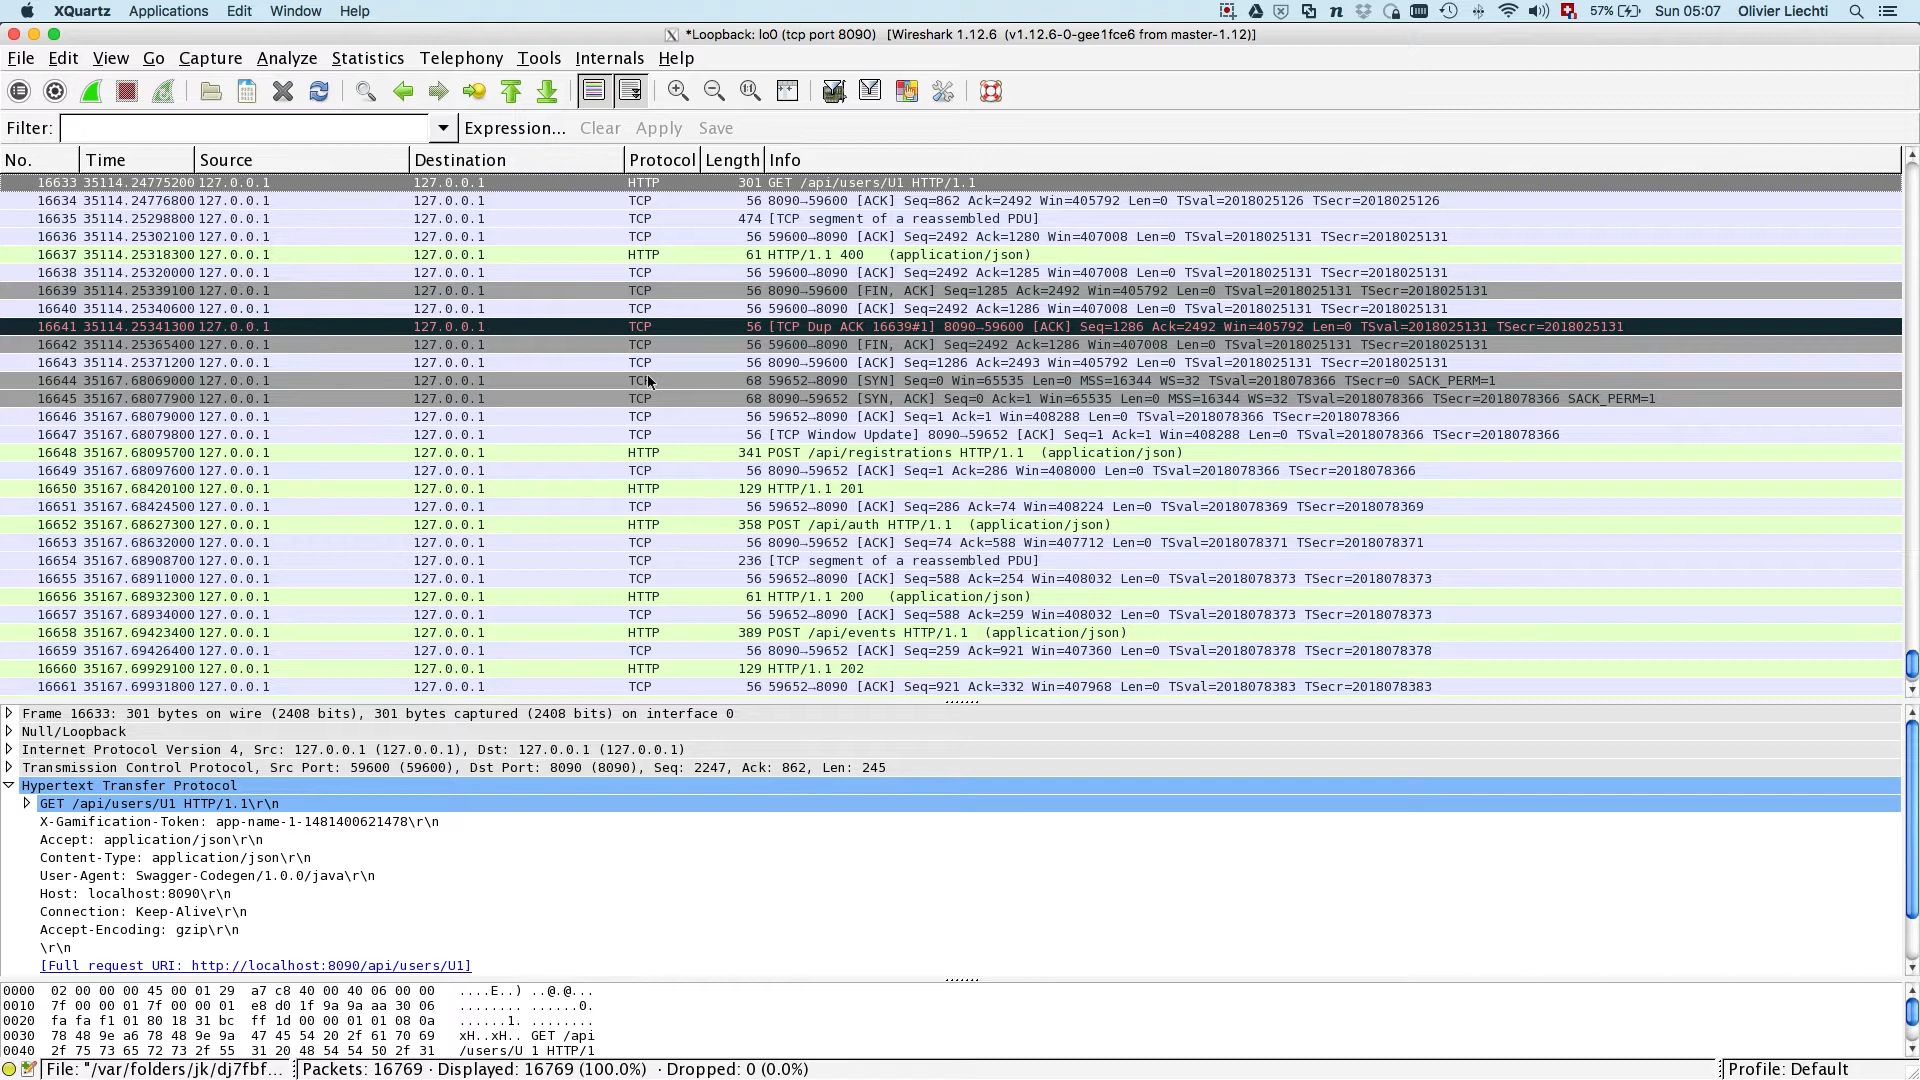 XQuartz Applications Edit Window Help 57% Sun 05:07 Olivier Liechti
*Loopback: lo0 (tcp port 8090) [Wireshark 1.12.6 (v1.12.6-0-gee1fce6 from master-1.12)]
File Edit View Go Capture Analyze Statistics Telephony Tools Internals Help
Filter: Expression... Clear Apply Save
No. Time Source Destination Protocol Length Info
16633 35114.24775200 127.0.0.1 127.0.0.1 HTTP 301 GET /api/users/U1 HTTP/1.1
16634 35114.24776800 127.0.0.1 127.0.0.1 TCP 56 8090→59600 [ACK] Seq=862 Ack=2492 Win=405792 Len=0 TSval=2018025126 TSecr=2018025126
16635 35114.25298800 127.0.0.1 127.0.0.1 TCP 474 [TCP segment of a reassembled PDU]
16636 35114.25302100 127.0.0.1 127.0.0.1 TCP 56 59600→8090 [ACK] Seq=2492 Ack=1280 Win=407008 Len=0 TSval=2018025131 TSecr=2018025131
16637 35114.25318300 127.0.0.1 127.0.0.1 HTTP 61 HTTP/1.1 400 (application/json)
16638 35114.25320000 127.0.0.1 127.0.0.1 TCP 56 59600→8090 [ACK] Seq=2492 Ack=1285 Win=407008 Len=0 TSval=2018025131 TSecr=2018025131
16639 35114.25339100 127.0.0.1 127.0.0.1 TCP 56 8090→59600 [FIN, ACK] Seq=1285 Ack=2492 Win=405792 Len=0 TSval=2018025131 TSecr=2018025131
16640 35114.25340600 127.0.0.1 127.0.0.1 TCP 56 59600→8090 [ACK] Seq=2492 Ack=1286 Win=407008 Len=0 TSval=2018025131 TSecr=2018025131
16641 35114.25341300 127.0.0.1 127.0.0.1 TCP 56 [TCP Dup ACK 16639#1] 8090→59600 [ACK] Seq=1286 Ack=2492 Win=405792 Len=0 TSval=2018025131 TSecr=2018025131
16642 35114.25365400 127.0.0.1 127.0.0.1 TCP 56 59600→8090 [FIN, ACK] Seq=2492 Ack=1286 Win=407008 Len=0 TSval=2018025131 TSecr=2018025131
16643 35114.25371200 127.0.0.1 127.0.0.1 TCP 56 8090→59600 [ACK] Seq=1286 Ack=2493 Win=405792 Len=0 TSval=2018025131 TSecr=2018025131
16644 35167.68069000 127.0.0.1 127.0.0.1 TCP 68 59652→8090 [SYN] Seq=0 Win=65535 Len=0 MSS=16344 WS=32 TSval=2018078366 TSecr=0 SACK_PERM=1
16645 35167.68077900 127.0.0.1 127.0.0.1 TCP 68 8090→59652 [SYN, ACK] Seq=0 Ack=1 Win=65535 Len=0 MSS=16344 WS=32 TSval=2018078366 TSecr=2018078366 SACK_PERM=1
16646 35167.68079000 127.0.0.1 127.0.0.1 TCP 56 59652→8090 [ACK] Seq=1 Ack=1 Win=408288 Len=0 TSval=2018078366 TSecr=2018078366
16647 35167.68079800 127.0.0.1 127.0.0.1 TCP 56 [TCP Window Update] 8090→59652 [ACK] Seq=1 Ack=1 Win=408288 Len=0 TSval=2018078366 TSecr=2018078366
16648 35167.68095700 127.0.0.1 127.0.0.1 HTTP 341 POST /api/registrations HTTP/1.1 (application/json)
16649 35167.68097600 127.0.0.1 127.0.0.1 TCP 56 8090→59652 [ACK] Seq=1 Ack=286 Win=408000 Len=0 TSval=2018078366 TSecr=2018078366
16650 35167.68420100 127.0.0.1 127.0.0.1 HTTP 129 HTTP/1.1 201
16651 35167.68424500 127.0.0.1 127.0.0.1 TCP 56 59652→8090 [ACK] Seq=286 Ack=74 Win=408224 Len=0 TSval=2018078369 TSecr=2018078369
16652 35167.68627300 127.0.0.1 127.0.0.1 HTTP 358 POST /api/auth HTTP/1.1 (application/json)
16653 35167.68632000 127.0.0.1 127.0.0.1 TCP 56 8090→59652 [ACK] Seq=74 Ack=588 Win=407712 Len=0 TSval=2018078371 TSecr=2018078371
16654 35167.68908700 127.0.0.1 127.0.0.1 TCP 236 [TCP segment of a reassembled PDU]
16655 35167.68911000 127.0.0.1 127.0.0.1 TCP 56 59652→8090 [ACK] Seq=588 Ack=254 Win=408032 Len=0 TSval=2018078373 TSecr=2018078373
16656 35167.68932300 127.0.0.1 127.0.0.1 HTTP 61 HTTP/1.1 200 (application/json)
16657 35167.68934000 127.0.0.1 127.0.0.1 TCP 56 59652→8090 [ACK] Seq=588 Ack=259 Win=408032 Len=0 TSval=2018078373 TSecr=2018078373
16658 35167.69423400 127.0.0.1 127.0.0.1 HTTP 389 POST /api/events HTTP/1.1 (application/json)
16659 35167.69426400 127.0.0.1 127.0.0.1 TCP 56 8090→59652 [ACK] Seq=259 Ack=921 Win=407360 Len=0 TSval=2018078378 TSecr=2018078378
16660 35167.69929100 127.0.0.1 127.0.0.1 HTTP 129 HTTP/1.1 202
16661 35167.69931800 127.0.0.1 127.0.0.1 TCP 56 59652→8090 [ACK] Seq=921 Ack=332 Win=407968 Len=0 TSval=2018078383 TSecr=2018078383
Frame 16633: 301 bytes on wire (2408 bits), 301 bytes captured (2408 bits) on interface 0
Null/Loopback
Internet Protocol Version 4, Src: 127.0.0.1 (127.0.0.1), Dst: 127.0.0.1 (127.0.0.1)
Transmission Control Protocol, Src Port: 59600 (59600), Dst Port: 8090 (8090), Seq: 2247, Ack: 862, Len: 245
Hypertext Transfer Protocol
GET /api/users/U1 HTTP/1.1\r\n
X-Gamification-Token: app-name-1-1481400621478\r\n
Accept: application/json\r\n
Content-Type: application/json\r\n
User-Agent: Swagger-Codegen/1.0.0/java\r\n
Host: localhost:8090\r\n
Connection: Keep-Alive\r\n
Accept-Encoding: gzip\r\n
\r\n
[Full request URI: http://localhost:8090/api/users/U1]
0000 02 00 00 00 45 00 01 29 a7 c8 40 00 40 06 00 00 ....E..) ..@.@...
0010 7f 00 00 01 7f 00 00 01 e8 d0 1f 9a 9a aa 30 06 ........ ......0.
0020 fa fa f1 01 80 18 31 bc ff 1d 00 00 01 01 08 0a ......1. ........
0030 78 48 9e a6 78 48 9e 9a 47 45 54 20 2f 61 70 69 xH..xH.. GET /api
0040 2f 75 73 65 72 73 2f 55 31 20 48 54 54 50 2f 31 /users/U 1 HTTP/1
File: "/var/folders/jk/dj7fbf... Packets: 16769 · Displayed: 16769 (100.0%) · Dropped: 0 (0.0%) Profile: Default